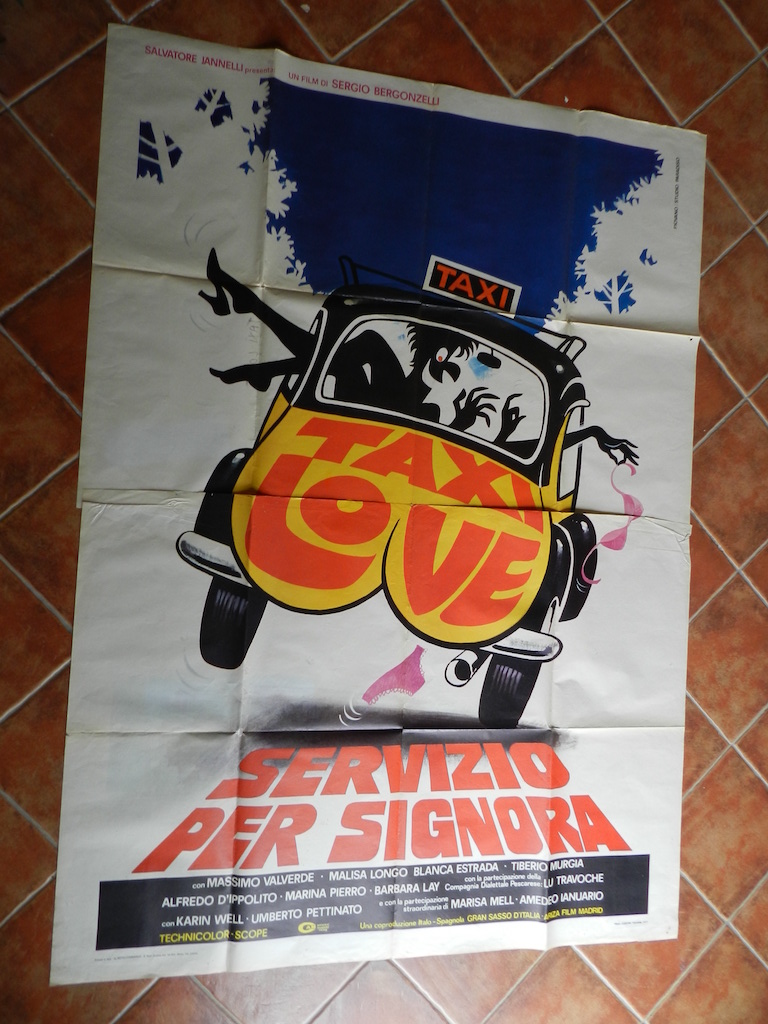 SALVATORE JANNELLI presenta
UN FILM DI SERGIO BERGONZELLI
TAXI
TAXI
LOVE
SERVIZIO
PER SIGNORA
con MASSIMO VALVERDE · MALISA LONGO BLANCA ESTRADA · TIBERIO MURGIA
ALFREDO D'IPPOLITO · MARINA PIERRO · BARBARA LAY con la partecipazione della Compagnia Dialettale Pescarese: LU TRAVOCHE
con KARIN WELL · UMBERTO PETTINATO e con la partecipazione straordinaria di MARISA MELL · AMEDEO IANUARIO
TECHNICOLOR · SCOPE Una coproduzione Italo - Spagnola GRAN SASSO D'ITALIA FILM MADRID